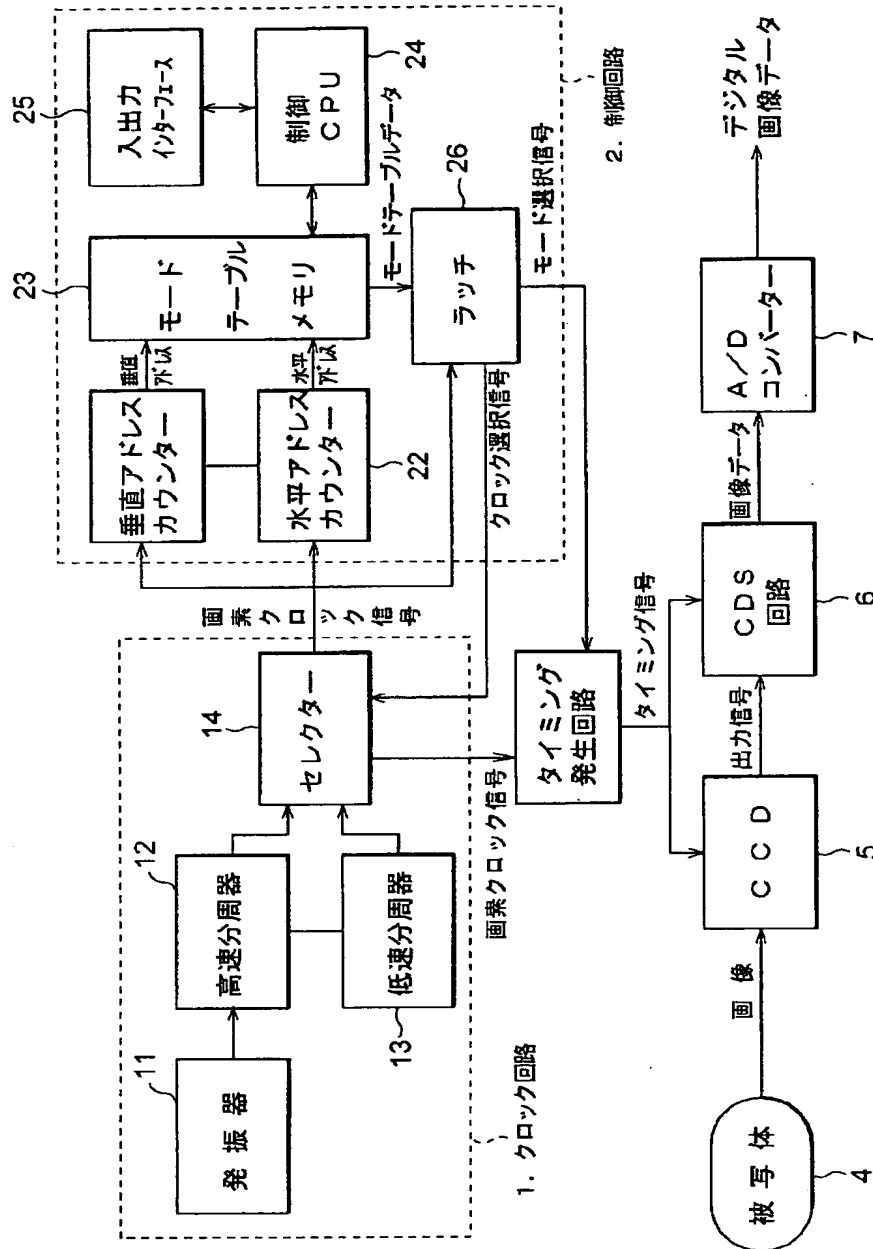 11
発振器
12
高速分周器
低速分周器
13
14
セレクター
1. クロック回路
画素クロック信号
画素クロック信号
垂直アドレス
カウンター
水平アドレス
カウンター
22
垂直
アドレス
水平
アドレス
23
モード
テーブル
メモリ
25
入出力
インターフェース
制御
CPU
24
モードテーブルデータ
ラッチ
26
クロック選択信号
モード選択信号
2. 制御回路
タイミング
発生回路
タイミング信号
被写体
4
画像
CCD
5
出力信号
CDS
回路
6
画像データ
A/D
コンバーター
7
デジタル
画像データ